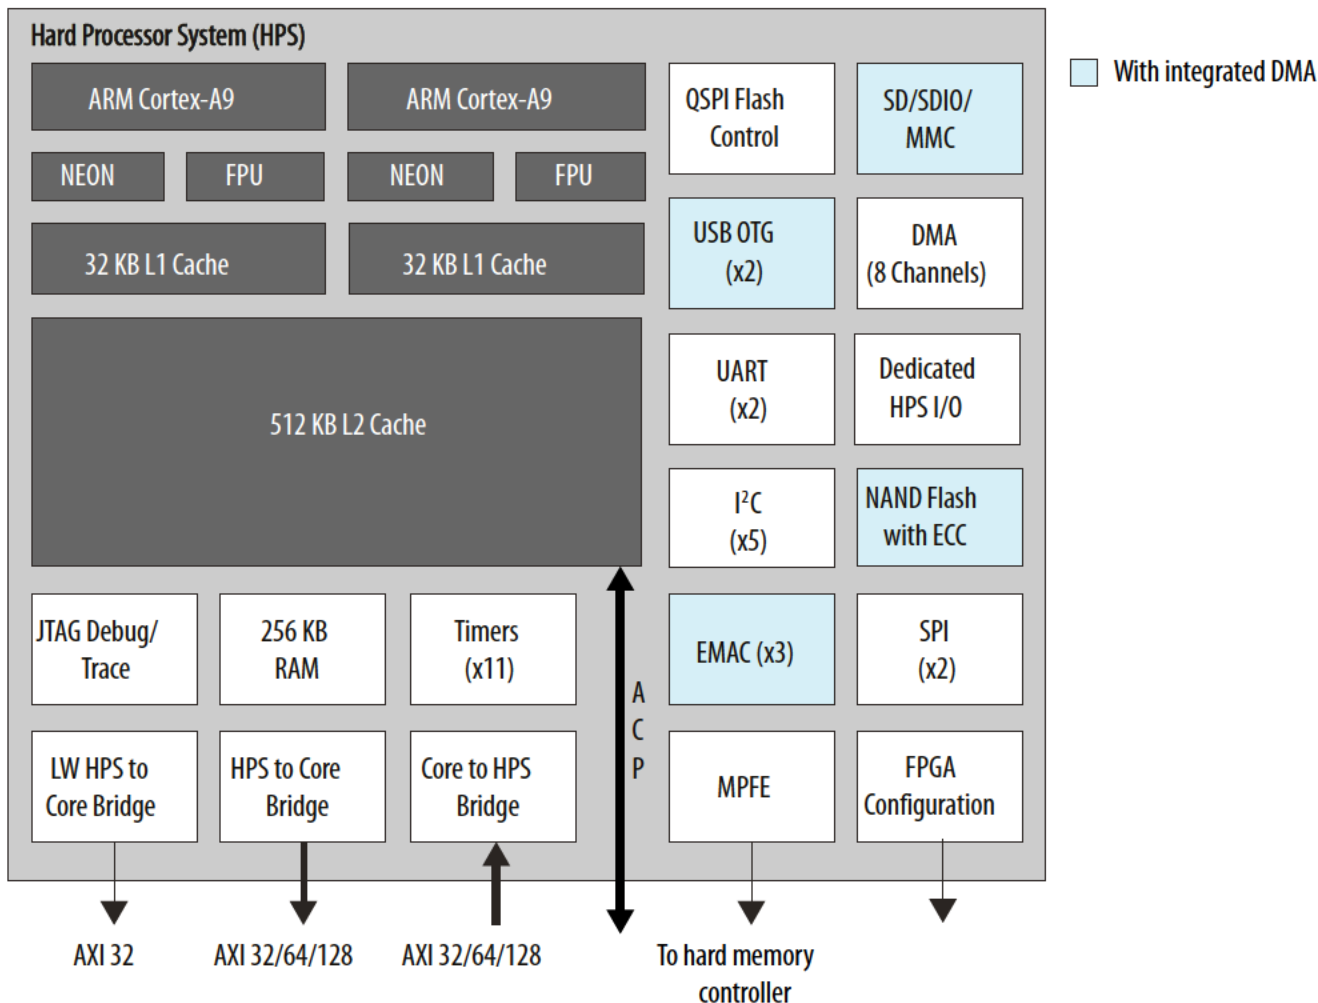 Hard Processor System (HPS)
With integrated DMA
ARM Cortex-A9
ARM Cortex-A9
QSPI Flash
Control
SD/SDIO/
MMC
NEON
FPU
NEON
FPU
32 KB L1 Cache
32 KB L1 Cache
USB OTG
(x2)
DMA
(8 Channels)
512 KB L2 Cache
UART
(x2)
Dedicated
HPS I/O
I²C
(x5)
NAND Flash
with ECC
JTAG Debug/
Trace
256 KB
RAM
Timers
(x11)
A
C
P
EMAC (x3)
SPI
(x2)
LW HPS to
Core Bridge
HPS to Core
Bridge
Core to HPS
Bridge
MPFE
FPGA
Configuration
AXI 32
AXI 32/64/128
AXI 32/64/128
To hard memory
controller